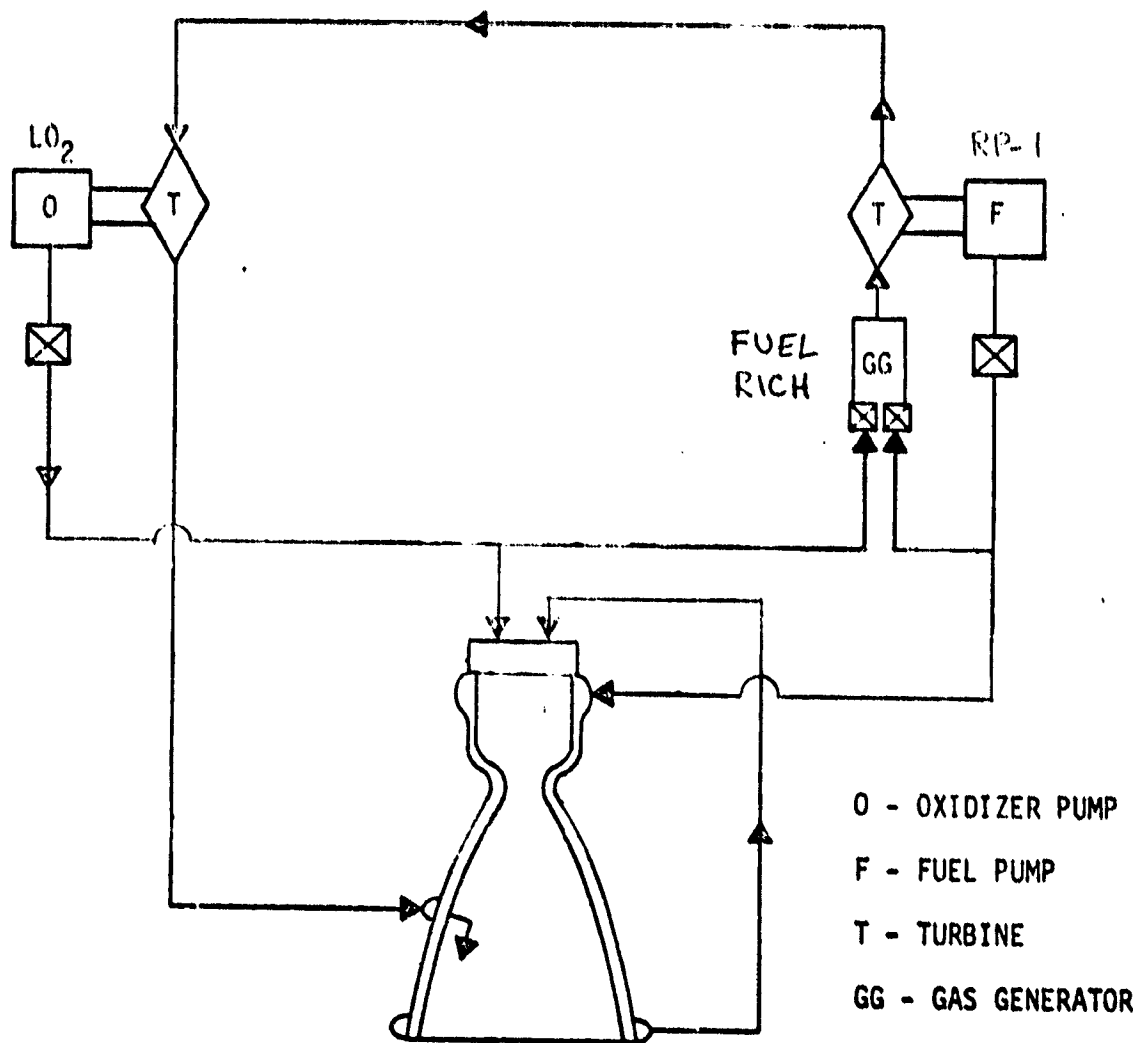 LO2
RP-1
O
T
T
F
FUEL
RICH
GG
O - OXIDIZER PUMP
F - FUEL PUMP
T - TURBINE
GG - GAS GENERATOR